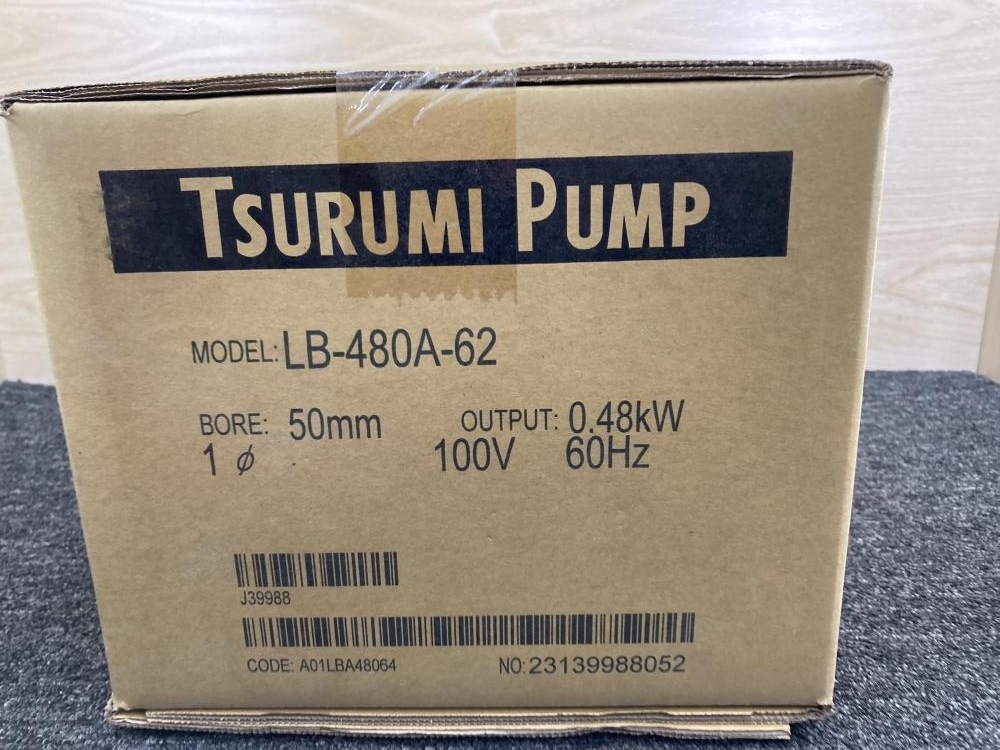 TSURUMI PUMP
MODEL: LB-480A-62
BORE: 50mm OUTPUT: 0.48kW
1  φ 100V 60Hz
J39988
CODE: A01LBA48064 NO: 23139988052